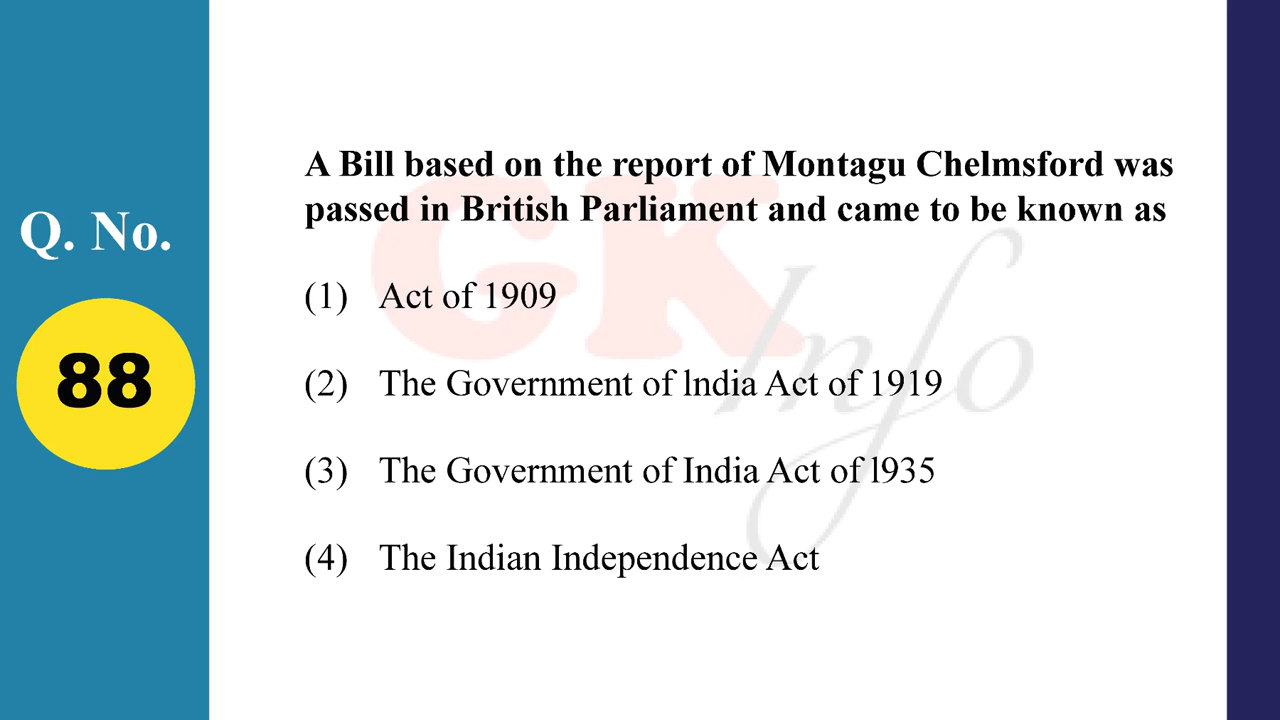 Q. No.
88
A Bill based on the report of Montagu Chelmsford was
passed in British Parliament and came to be known as
(1) Act of 1909
(2) The Government of lndia Act of 1919
(3) The Government of India Act of l935
(4) The Indian Independence Act
GK
Info